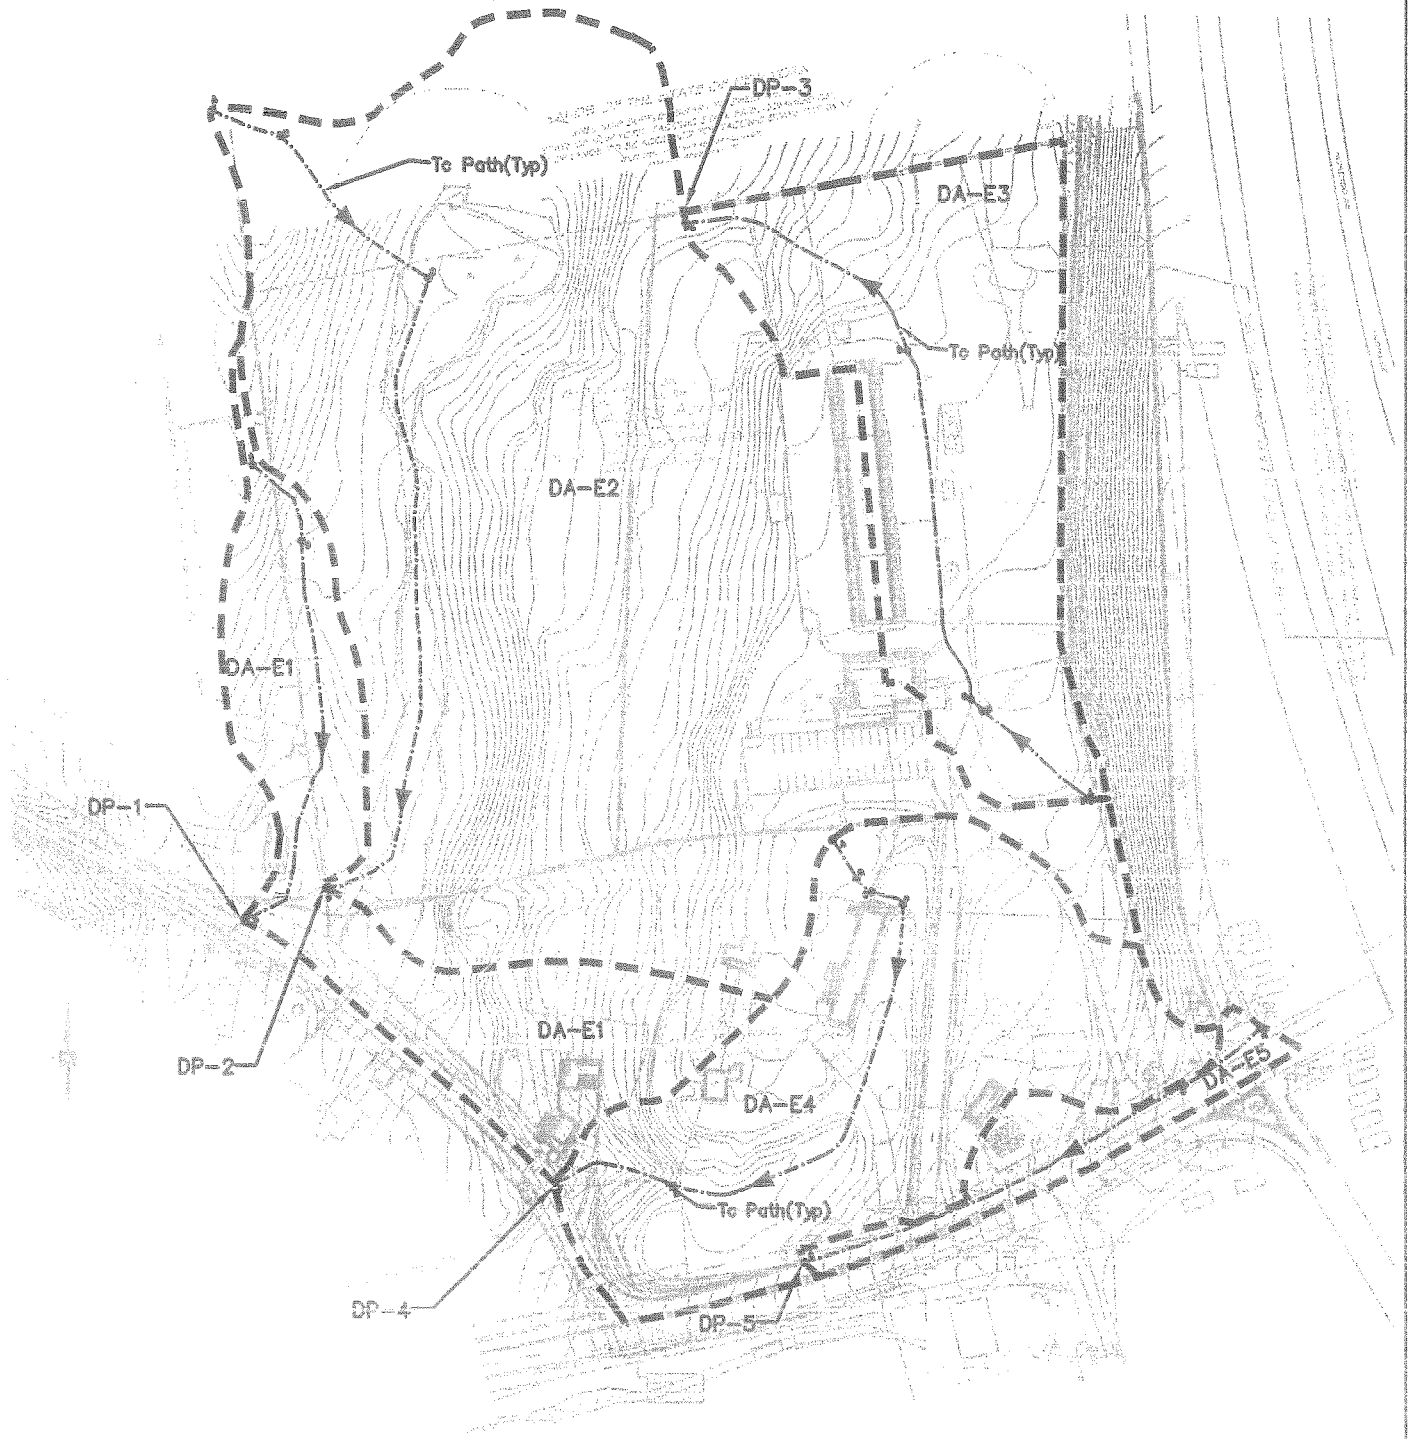 DP-3
Tc Path(Typ)
DA-E3
Tc Path(Typ)
DA-E2
DA-E1
DP-1
DA-E1
DP-2
DA-E5
DA-E4
Tc Path(Typ)
DP-4
DP-5